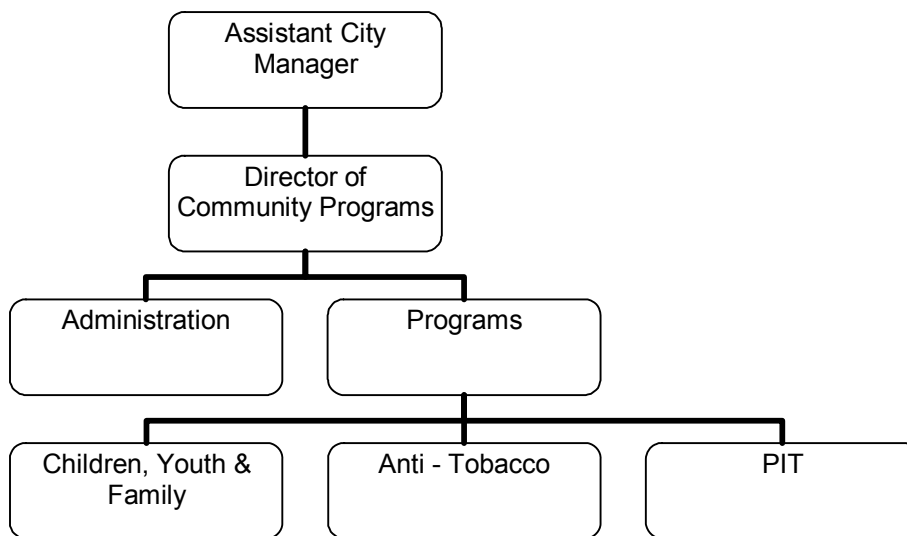 Assistant City
Manager
Director of
Community Programs
Administration
Programs
Children, Youth &
Family
Anti - Tobacco
PIT